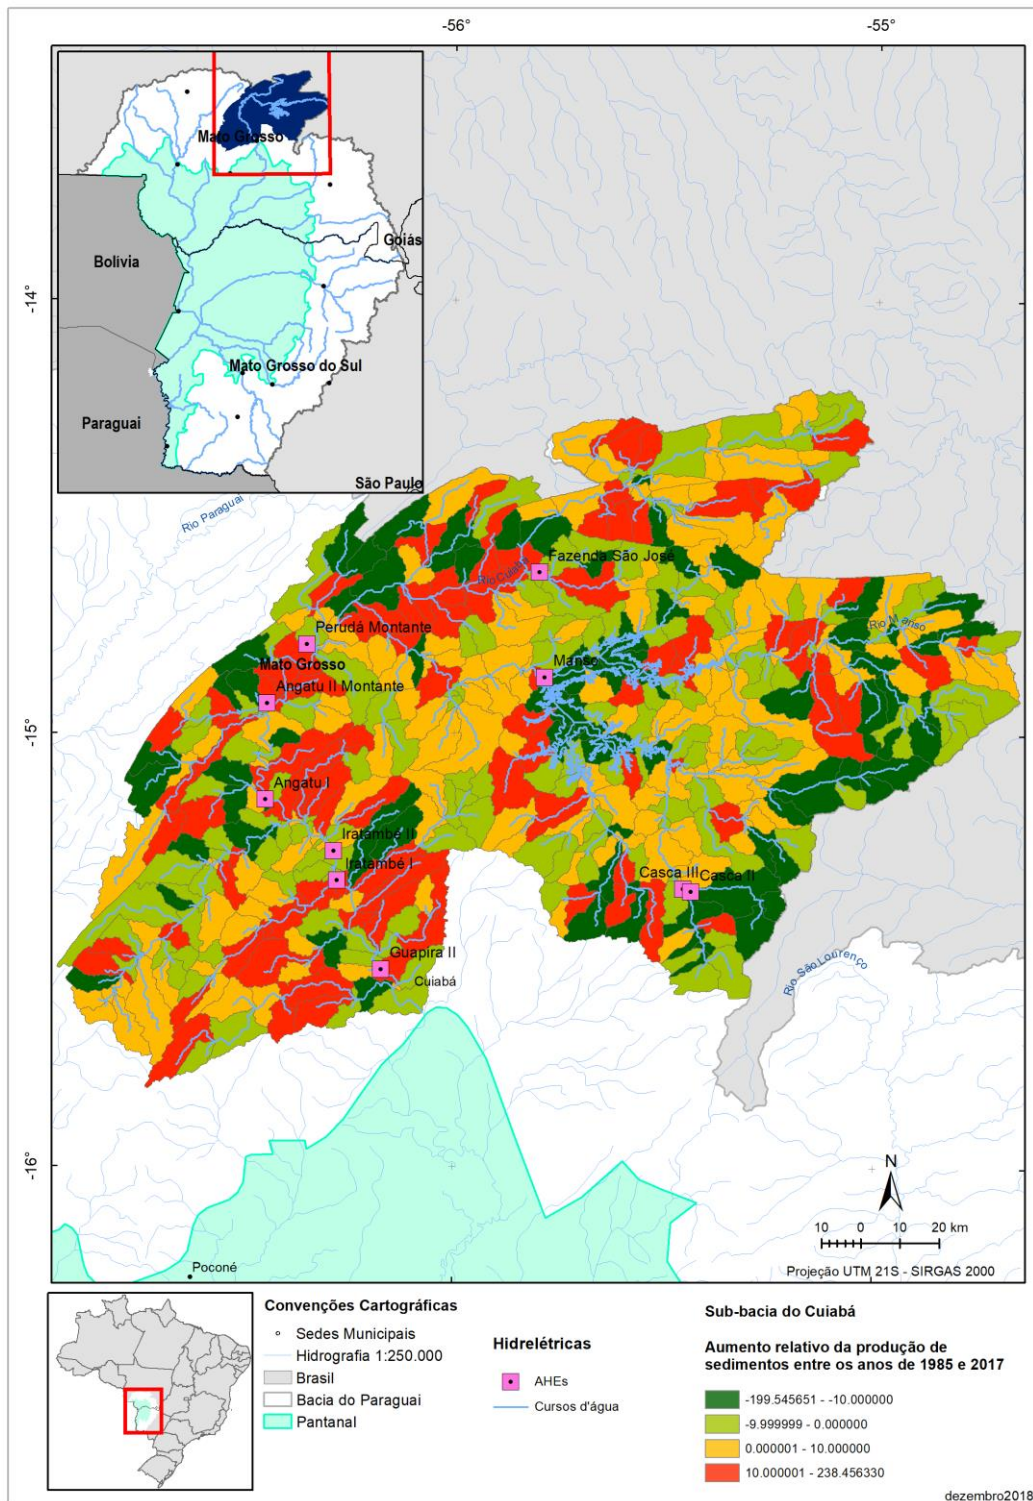 -56°
-55°
Mato Grosso
Goiás
Bolívia
-14°
Mato Grosso do Sul
Paraguai
São Paulo
Rio Paraguai
Fazenda São José
Rio Cuiabá
Rio Manso
Perudá Montante
Mato Grosso
Manso
Angatu II Montante
-15°
Angatu I
Iratambé II
Iratambé I
Casca III
Casca II
Guapira II
Cuiabá
Rio São Lourenço
-16°
N
10 0 10 20 km
Projeção UTM 21S - SIRGAS 2000
Poconé
Convenções Cartográficas
Sedes Municipais
Hidrografia 1:250.000
Brasil
Bacia do Paraguai
Pantanal
Hidrelétricas
AHEs
Cursos d'água
Sub-bacia do Cuiabá
Aumento relativo da produção de
sedimentos entre os anos de 1985 e 2017
-199.545651 - -10.000000
-9.999999 - 0.000000
0.000001 - 10.000000
10.000001 - 238.456330
dezembro2018